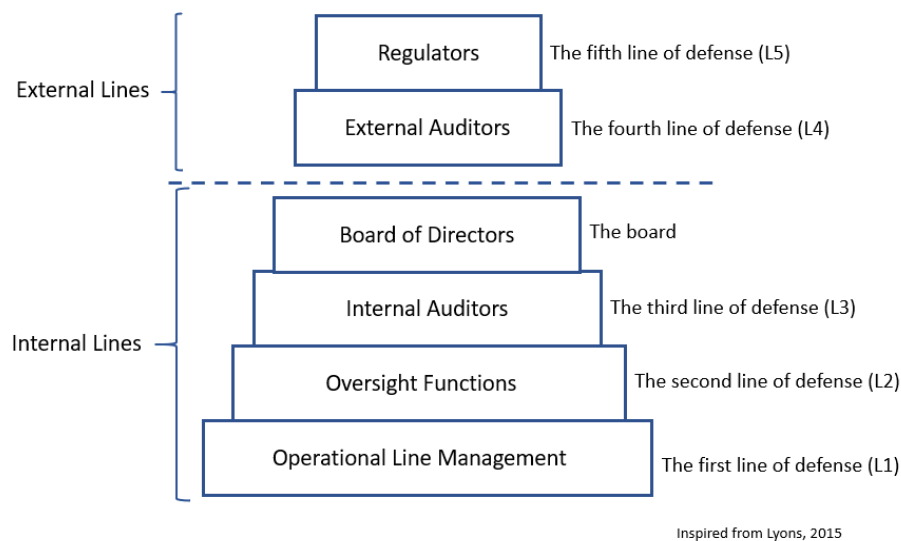 Regulators
The fifth line of defense (L5)
External Lines
External Auditors
The fourth line of defense (L4)
Board of Directors
The board
Internal Auditors
The third line of defense (L3)
Internal Lines
Oversight Functions
The second line of defense (L2)
Operational Line Management
The first line of defense (L1)
Inspired from Lyons, 2015